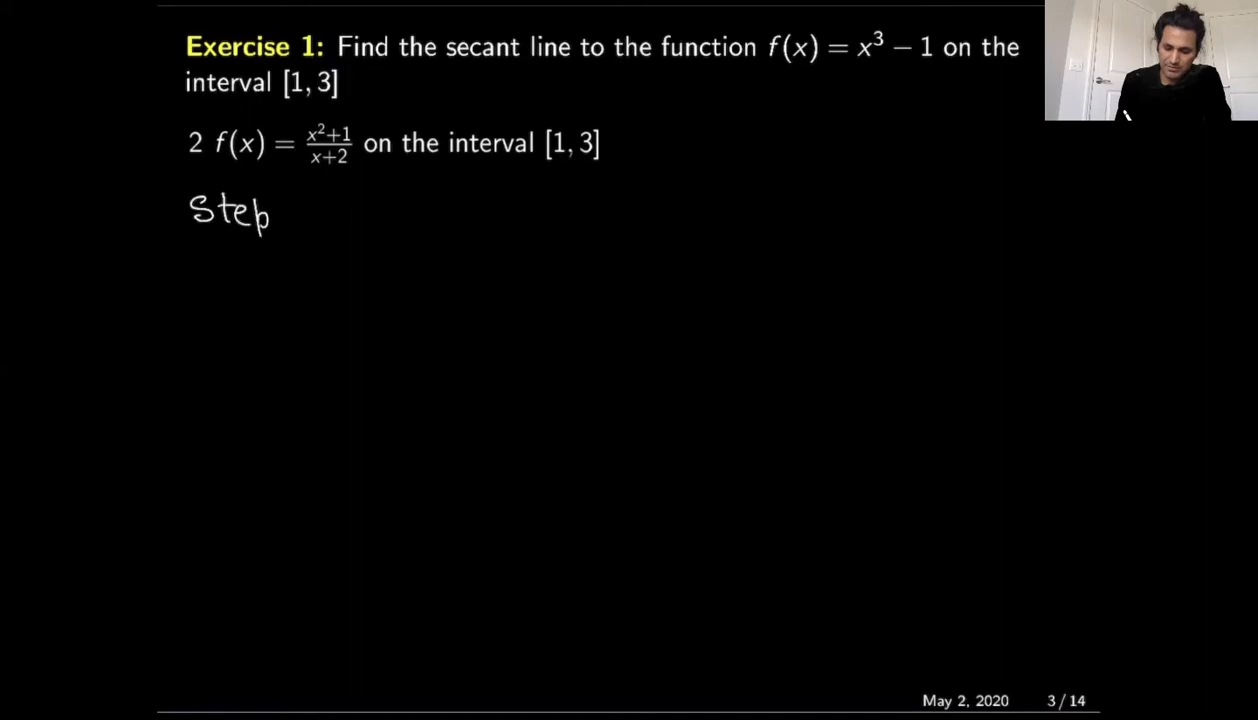 Exercise 1: Find the secant line to the function f(x) = x³ − 1 on the
interval [1, 3]
2 f(x) = x²+1/x+2 on the interval [1, 3]
Step
May 2, 2020 3 / 14